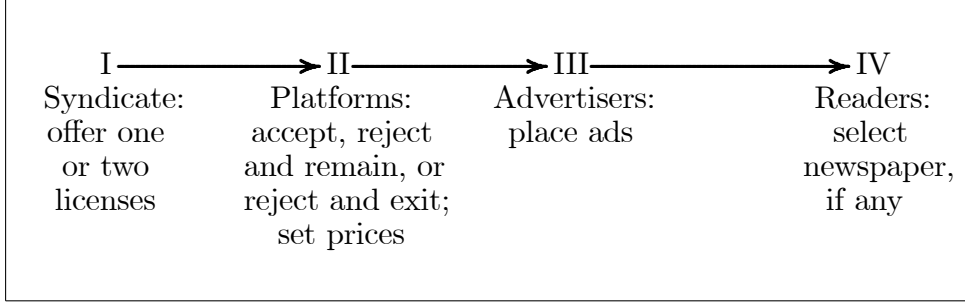 I II III IV
Syndicate: Platforms: Advertisers: Readers:
offer one accept, reject place ads select
or two and remain, or newspaper,
licenses reject and exit; if any
set prices